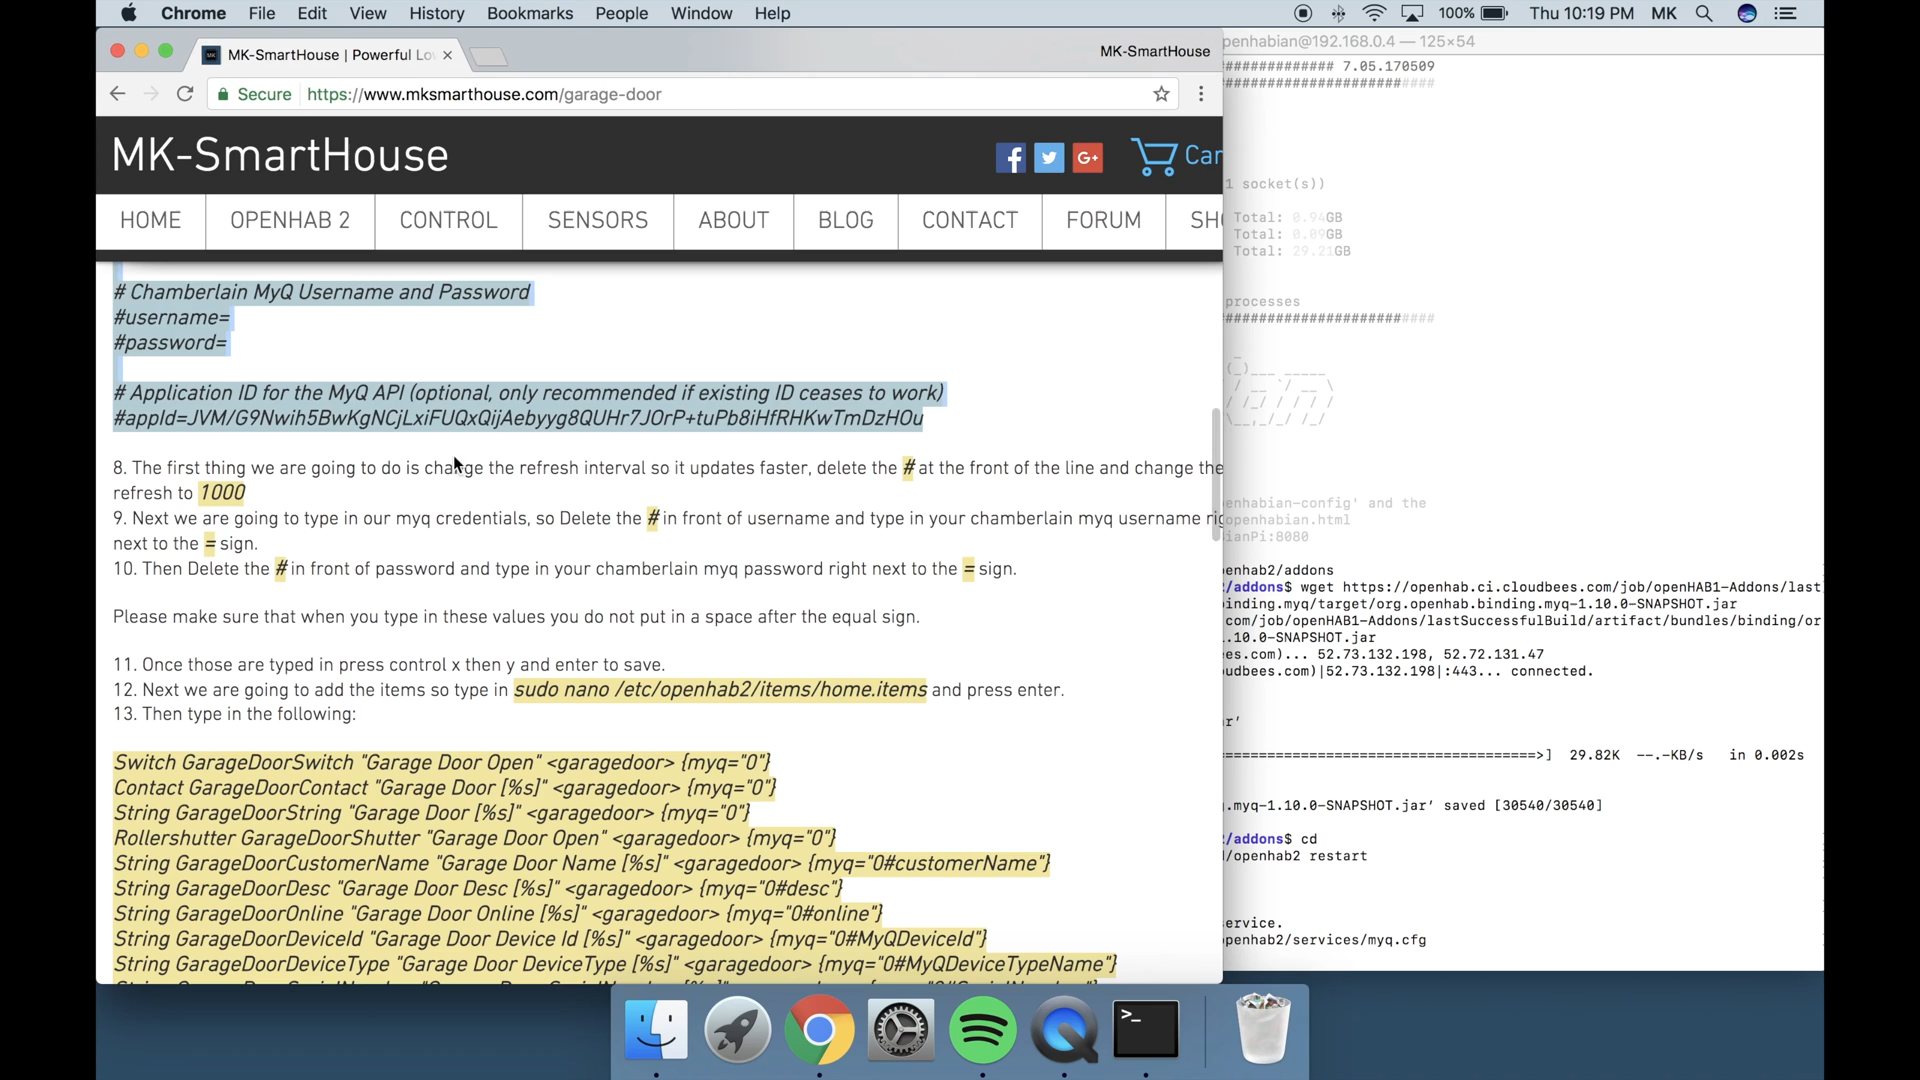 Chrome File Edit View History Bookmarks People Window Help
100% Thu 10:19 PM MK
MK-SmartHouse | Powerful Lo
MK-SmartHouse
Secure https://www.mksmarthouse.com/garage-door
MK-SmartHouse
Car
HOME OPENHAB 2 CONTROL SENSORS ABOUT BLOG CONTACT FORUM SHO
# Chamberlain MyQ Username and Password
#username=
#password=
# Application ID for the MyQ API (optional, only recommended if existing ID ceases to work)
#appId=JVM/G9Nwih5BwKgNCjLxiFUQxQijAebyyg8QUHr7JOrP+tuPb8iHfRHKwTmDzHOu
8. The first thing we are going to do is change the refresh interval so it updates faster, delete the # at the front of the line and change the
refresh to 1000
9. Next we are going to type in our myq credentials, so Delete the # in front of username and type in your chamberlain myq username rig
next to the = sign.
10. Then Delete the # in front of password and type in your chamberlain myq password right next to the = sign.
Please make sure that when you type in these values you do not put in a space after the equal sign.
11. Once those are typed in press control x then y and enter to save.
12. Next we are going to add the items so type in sudo nano /etc/openhab2/items/home.items and press enter.
13. Then type in the following:
Switch GarageDoorSwitch "Garage Door Open" <garagedoor> {myq="0"}
Contact GarageDoorContact "Garage Door [%s]" <garagedoor> {myq="0"}
String GarageDoorString "Garage Door [%s]" <garagedoor> {myq="0"}
Rollershutter GarageDoorShutter "Garage Door Open" <garagedoor> {myq="0"}
String GarageDoorCustomerName "Garage Door Name [%s]" <garagedoor> {myq="0#customerName"}
String GarageDoorDesc "Garage Door Desc [%s]" <garagedoor> {myq="0#desc"}
String GarageDoorOnline "Garage Door Online [%s]" <garagedoor> {myq="0#online"}
String GarageDoorDeviceId "Garage Door Device Id [%s]" <garagedoor> {myq="0#MyQDeviceId"}
String GarageDoorDeviceType "Garage Door DeviceType [%s]" <garagedoor> {myq="0#MyQDeviceTypeName"}
penhabian@192.168.0.4 — 125×54
############# 7.05.170509
#########################
1 socket(s))
Total: 0.94GB
Total: 0.09GB
Total: 29.21GB
processes
#########################
enhabian-config' and the
openhabian.html
ianPi:8080
enhab2/addons
/addons$ wget https://openhab.ci.cloudbees.com/job/openHAB1-Addons/last
inding.myq/target/org.openhab.binding.myq-1.10.0-SNAPSHOT.jar
com/job/openHAB1-Addons/lastSuccessfulBuild/artifact/bundles/binding/or
.10.0-SNAPSHOT.jar
ees.com)... 52.73.132.198, 52.72.131.47
udbees.com)|52.73.132.198|:443... connected.
r'
=====================================>] 29.82K --.-KB/s in 0.002s
.myq-1.10.0-SNAPSHOT.jar' saved [30540/30540]
2/addons$ cd
/openhab2 restart
ervice.
penhab2/services/myq.cfg